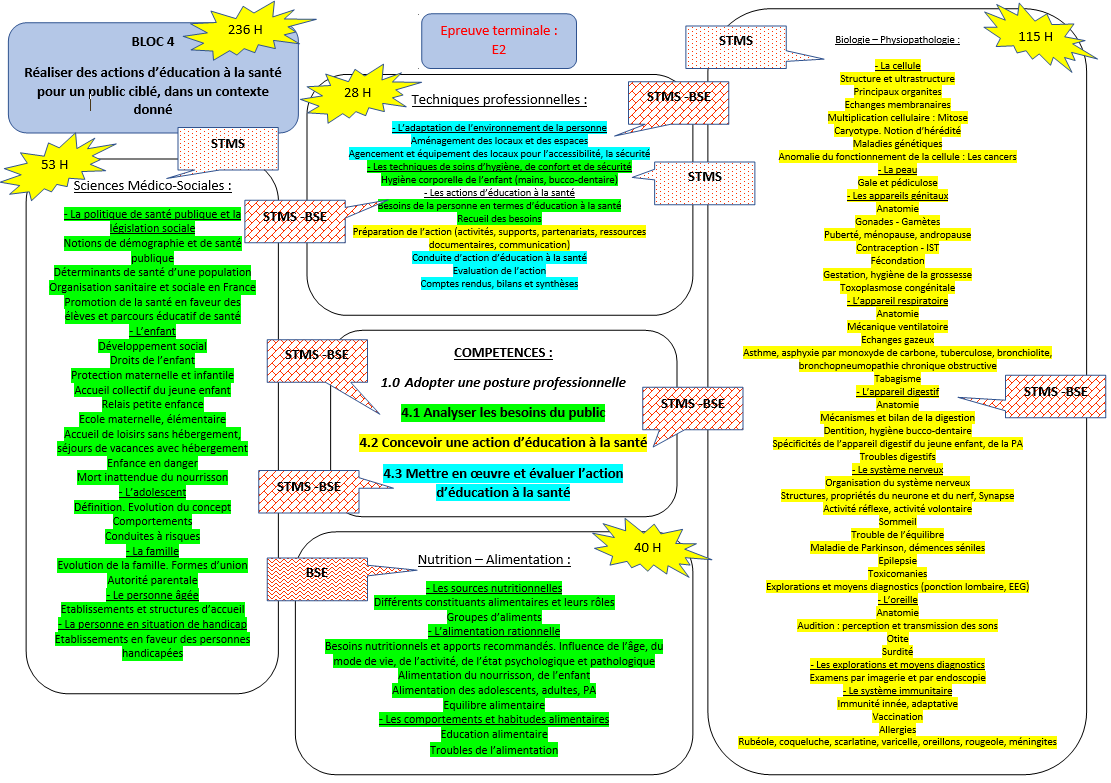 BLOC 4
Réaliser des actions d'éducation à la santé
pour un public ciblé, dans un contexte
donné
236 H
Epreuve terminale :
E2
53 H
STMS
Sciences Médico-Sociales :
- La politique de santé publique et la
législation sociale
Notions de démographie et de santé
publique
Déterminants de santé d'une population
Organisation sanitaire et sociale en France
Promotion de la santé en faveur des
élèves et parcours éducatif de santé
- L'enfant
Développement social
Droits de l'enfant
Protection maternelle et infantile
Accueil collectif du jeune enfant
Relais petite enfance
Ecole maternelle, élémentaire
Accueil de loisirs sans hébergement,
séjours de vacances avec hébergement
Enfance en danger
Mort inattendue du nourrisson
- L'adolescent
Définition. Evolution du concept
Comportements
Conduites à risques
- La famille
Evolution de la famille. Formes d'union
Autorité parentale
- Le personne âgée
Etablissements et structures d'accueil
- La personne en situation de handicap
Etablissements en faveur des personnes
handicapées
28 H
Techniques professionnelles :
STMS -BSE
- L'adaptation de l'environnement de la personne
Aménagement des locaux et des espaces
Agencement et équipement des locaux pour l'accessibilité, la sécurité
- Les techniques de soins d'hygiène, de confort et de sécurité
Hygiène corporelle de l'enfant (mains, bucco-dentaire)
STMS
- Les actions d'éducation à la santé
Besoins de la personne en termes d'éducation à la santé
STMS -BSE
Recueil des besoins
Préparation de l'action (activités, supports, partenariats, ressources
documentaires, communication)
Conduite d'action d'éducation à la santé
Evaluation de l'action
Comptes rendus, bilans et synthèses
STMS -BSE
COMPETENCES :
1.0 Adopter une posture professionnelle
4.1 Analyser les besoins du public
STMS -BSE
4.2 Concevoir une action d'éducation à la santé
4.3 Mettre en œuvre et évaluer l'action
d'éducation à la santé
STMS -BSE
40 H
Nutrition – Alimentation :
BSE
- Les sources nutritionnelles
Différents constituants alimentaires et leurs rôles
Groupes d'aliments
- L'alimentation rationnelle
Besoins nutritionnels et apports recommandés. Influence de l'âge, du
mode de vie, de l'activité, de l'état psychologique et pathologique
Alimentation du nourrisson, de l'enfant
Alimentation des adolescents, adultes, PA
Equilibre alimentaire
- Les comportements et habitudes alimentaires
Education alimentaire
Troubles de l'alimentation
STMS
115 H
Biologie – Physiopathologie :
- La cellule
Structure et ultrastructure
Principaux organites
Echanges membranaires
Multiplication cellulaire : Mitose
Caryotype. Notion d'hérédité
Maladies génétiques
Anomalie du fonctionnement de la cellule : Les cancers
- La peau
Gale et pédiculose
- Les appareils génitaux
Anatomie
Gonades - Gamètes
Puberté, ménopause, andropause
Contraception - IST
Fécondation
Gestation, hygiène de la grossesse
Toxoplasmose congénitale
- L'appareil respiratoire
Anatomie
Mécanique ventilatoire
Echanges gazeux
Asthme, asphyxie par monoxyde de carbone, tuberculose, bronchiolite,
bronchopneumopathie chronique obstructive
Tabagisme
- L'appareil digestif
STMS -BSE
Anatomie
Mécanismes et bilan de la digestion
Dentition, hygiène bucco-dentaire
Spécificités de l'appareil digestif du jeune enfant, de la PA
Troubles digestifs
- Le système nerveux
Organisation du système nerveux
Structures, propriétés du neurone et du nerf, Synapse
Activité réflexe, activité volontaire
Sommeil
Trouble de l'équilibre
Maladie de Parkinson, démences séniles
Epilepsie
Toxicomanies
Explorations et moyens diagnostics (ponction lombaire, EEG)
- L'oreille
Anatomie
Audition : perception et transmission des sons
Otite
Surdité
- Les explorations et moyens diagnostics
Examens par imagerie et par endoscopie
- Le système immunitaire
Immunité innée, adaptative
Vaccination
Allergies
Rubéole, coqueluche, scarlatine, varicelle, oreillons, rougeole, méningites